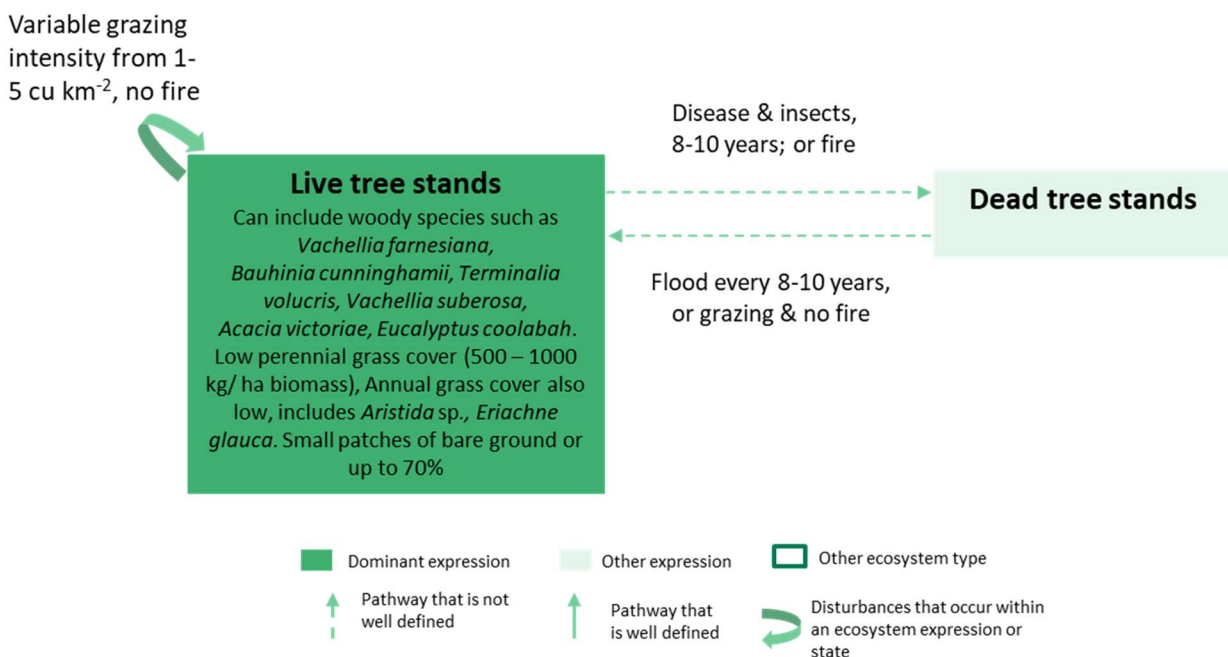 Variable grazing
intensity from 1-
5 cu km-2, no fire
Disease & insects,
8-10 years; or fire
Live tree stands
Can include woody species such as
Vachellia farnesiana,
Bauhinia cunninghamii, Terminalia
volucris, Vachellia suberosa,
Acacia victoriae, Eucalyptus coolabah.
Low perennial grass cover (500 – 1000
kg/ ha biomass), Annual grass cover also
low, includes Aristida sp., Eriachne
glauca. Small patches of bare ground or
up to 70%
Dead tree stands
Flood every 8-10 years,
or grazing & no fire
Dominant expression
Other expression
Other ecosystem type
Pathway that is not
well defined
Pathway that
is well defined
Disturbances that occur within
an ecosystem expression or
state